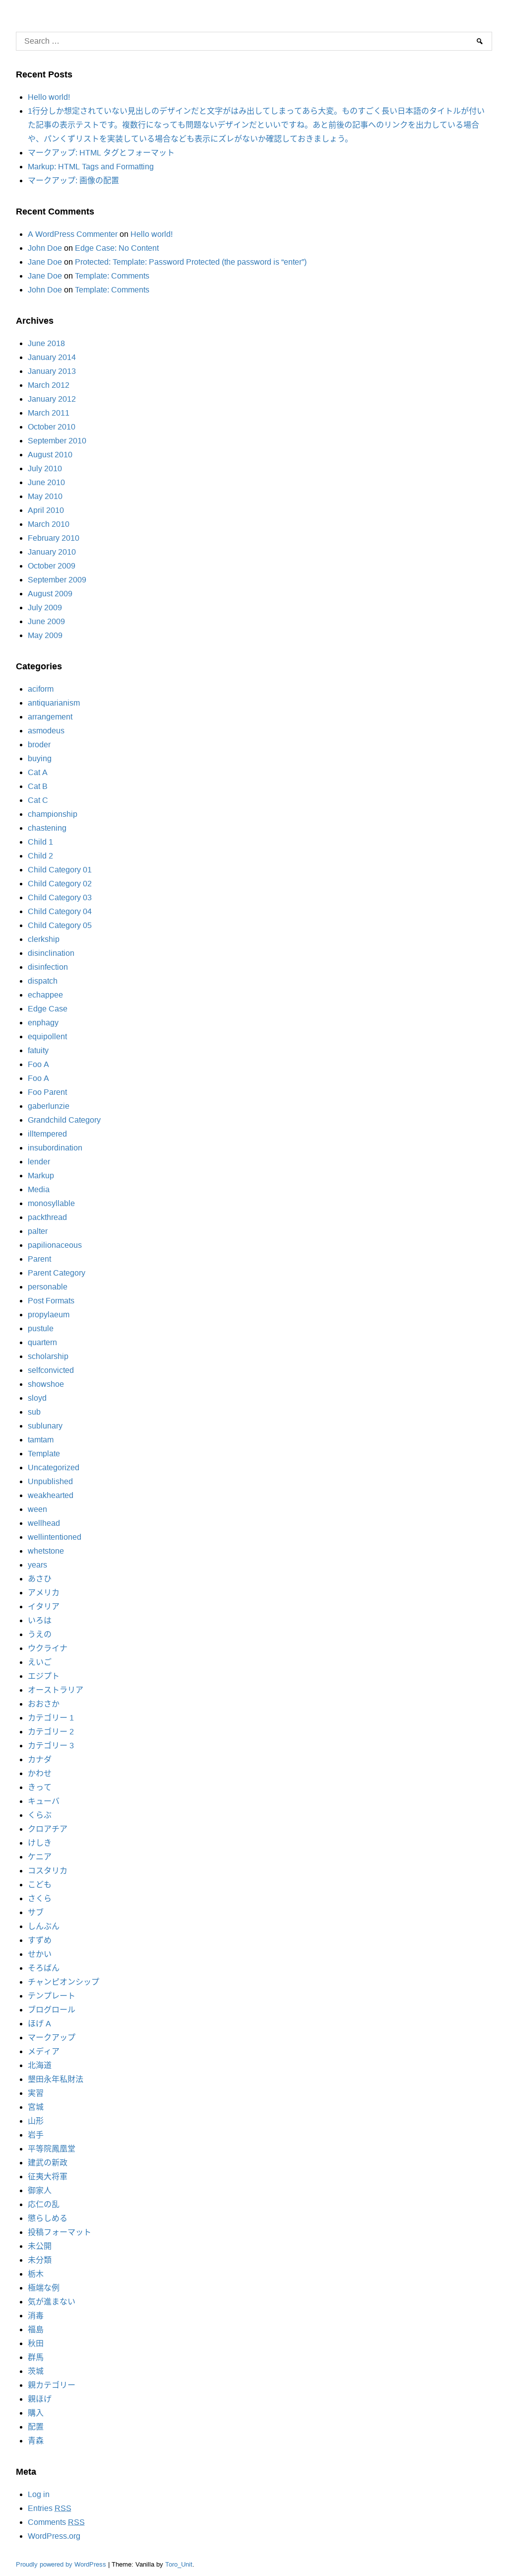 Search …
Recent Posts
Hello world!
1行分しか想定されていない見出しのデザインだと文字がはみ出してしまってあら大変。ものすごく長い日本語のタイトルが付い
た記事の表示テストです。複数行になっても問題ないデザインだといいですね。あと前後の記事へのリンクを出力している場合
や、パンくずリストを実装している場合なども表示にズレがないか確認しておきましょう。
マークアップ: HTML タグとフォーマット
Markup: HTML Tags and Formatting
マークアップ: 画像の配置
Recent Comments
A WordPress Commenter on Hello world!
John Doe on Edge Case: No Content
Jane Doe on Protected: Template: Password Protected (the password is “enter”)
Jane Doe on Template: Comments
John Doe on Template: Comments
Archives
June 2018
January 2014
January 2013
March 2012
January 2012
March 2011
October 2010
September 2010
August 2010
July 2010
June 2010
May 2010
April 2010
March 2010
February 2010
January 2010
October 2009
September 2009
August 2009
July 2009
June 2009
May 2009
Categories
aciform
antiquarianism
arrangement
asmodeus
broder
buying
Cat A
Cat B
Cat C
championship
chastening
Child 1
Child 2
Child Category 01
Child Category 02
Child Category 03
Child Category 04
Child Category 05
clerkship
disinclination
disinfection
dispatch
echappee
Edge Case
enphagy
equipollent
fatuity
Foo A
Foo A
Foo Parent
gaberlunzie
Grandchild Category
illtempered
insubordination
lender
Markup
Media
monosyllable
packthread
palter
papilionaceous
Parent
Parent Category
personable
Post Formats
propylaeum
pustule
quartern
scholarship
selfconvicted
showshoe
sloyd
sub
sublunary
tamtam
Template
Uncategorized
Unpublished
weakhearted
ween
wellhead
wellintentioned
whetstone
years
あさひ
アメリカ
イタリア
いろは
うえの
ウクライナ
えいご
エジプト
オーストラリア
おおさか
カテゴリー 1
カテゴリー 2
カテゴリー 3
カナダ
かわせ
きって
キューバ
くらぶ
クロアチア
けしき
ケニア
コスタリカ
こども
さくら
サブ
しんぶん
すずめ
せかい
そろばん
チャンピオンシップ
テンプレート
ブログロール
ほげ A
マークアップ
メディア
北海道
墾田永年私財法
実習
宮城
山形
岩手
平等院鳳凰堂
建武の新政
征夷大将軍
御家人
応仁の乱
懲らしめる
投稿フォーマット
未公開
未分類
栃木
極端な例
気が進まない
消毒
福島
秋田
群馬
茨城
親カテゴリー
親ほげ
購入
配置
青森
Meta
Log in
Entries RSS
Comments RSS
WordPress.org
Proudly powered by WordPress | Theme: Vanilla by Toro_Unit.